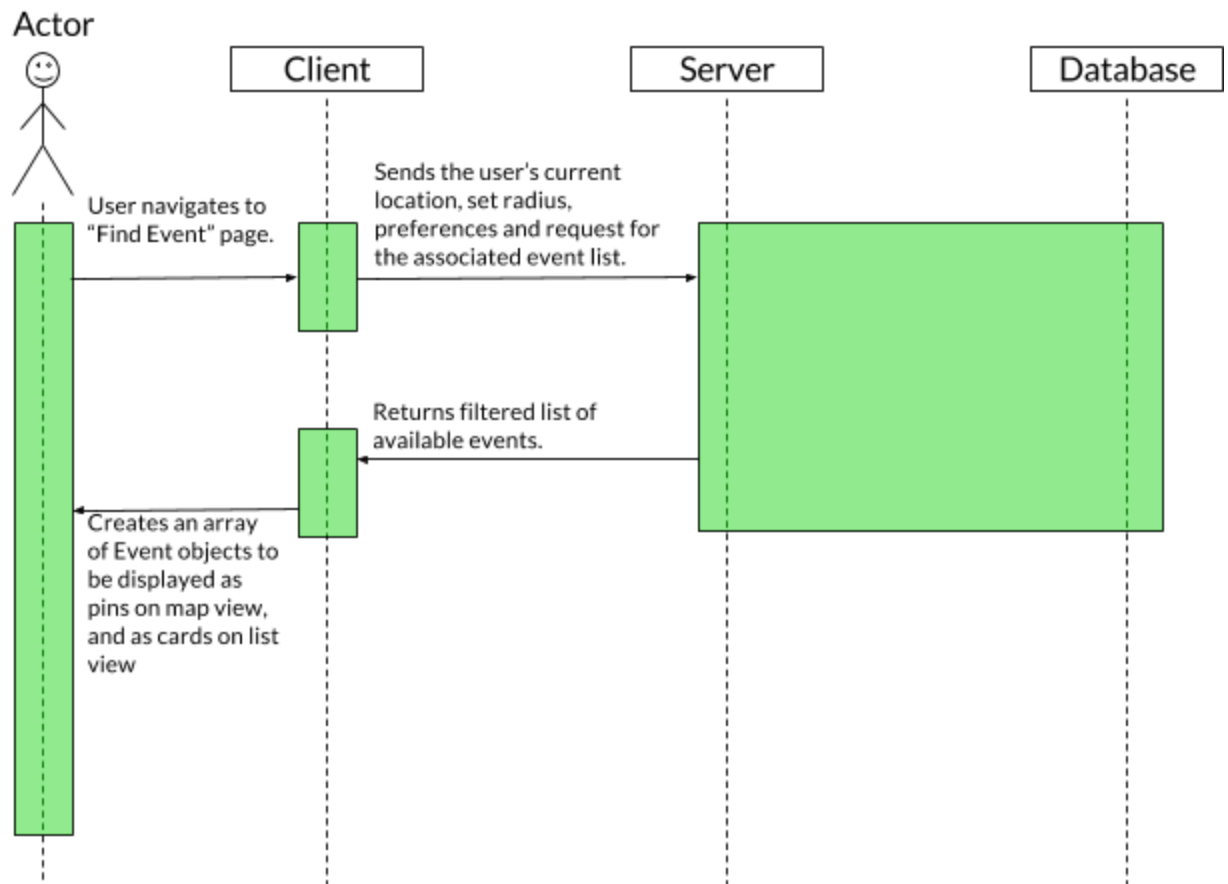 Actor
Client
Server
Database
User navigates to
“Find Event” page.
Sends the user's current
location, set radius,
preferences and request for
the associated event list.
Returns filtered list of
available events.
Creates an array
of Event objects to
be displayed as
pins on map view,
and as cards on list
view